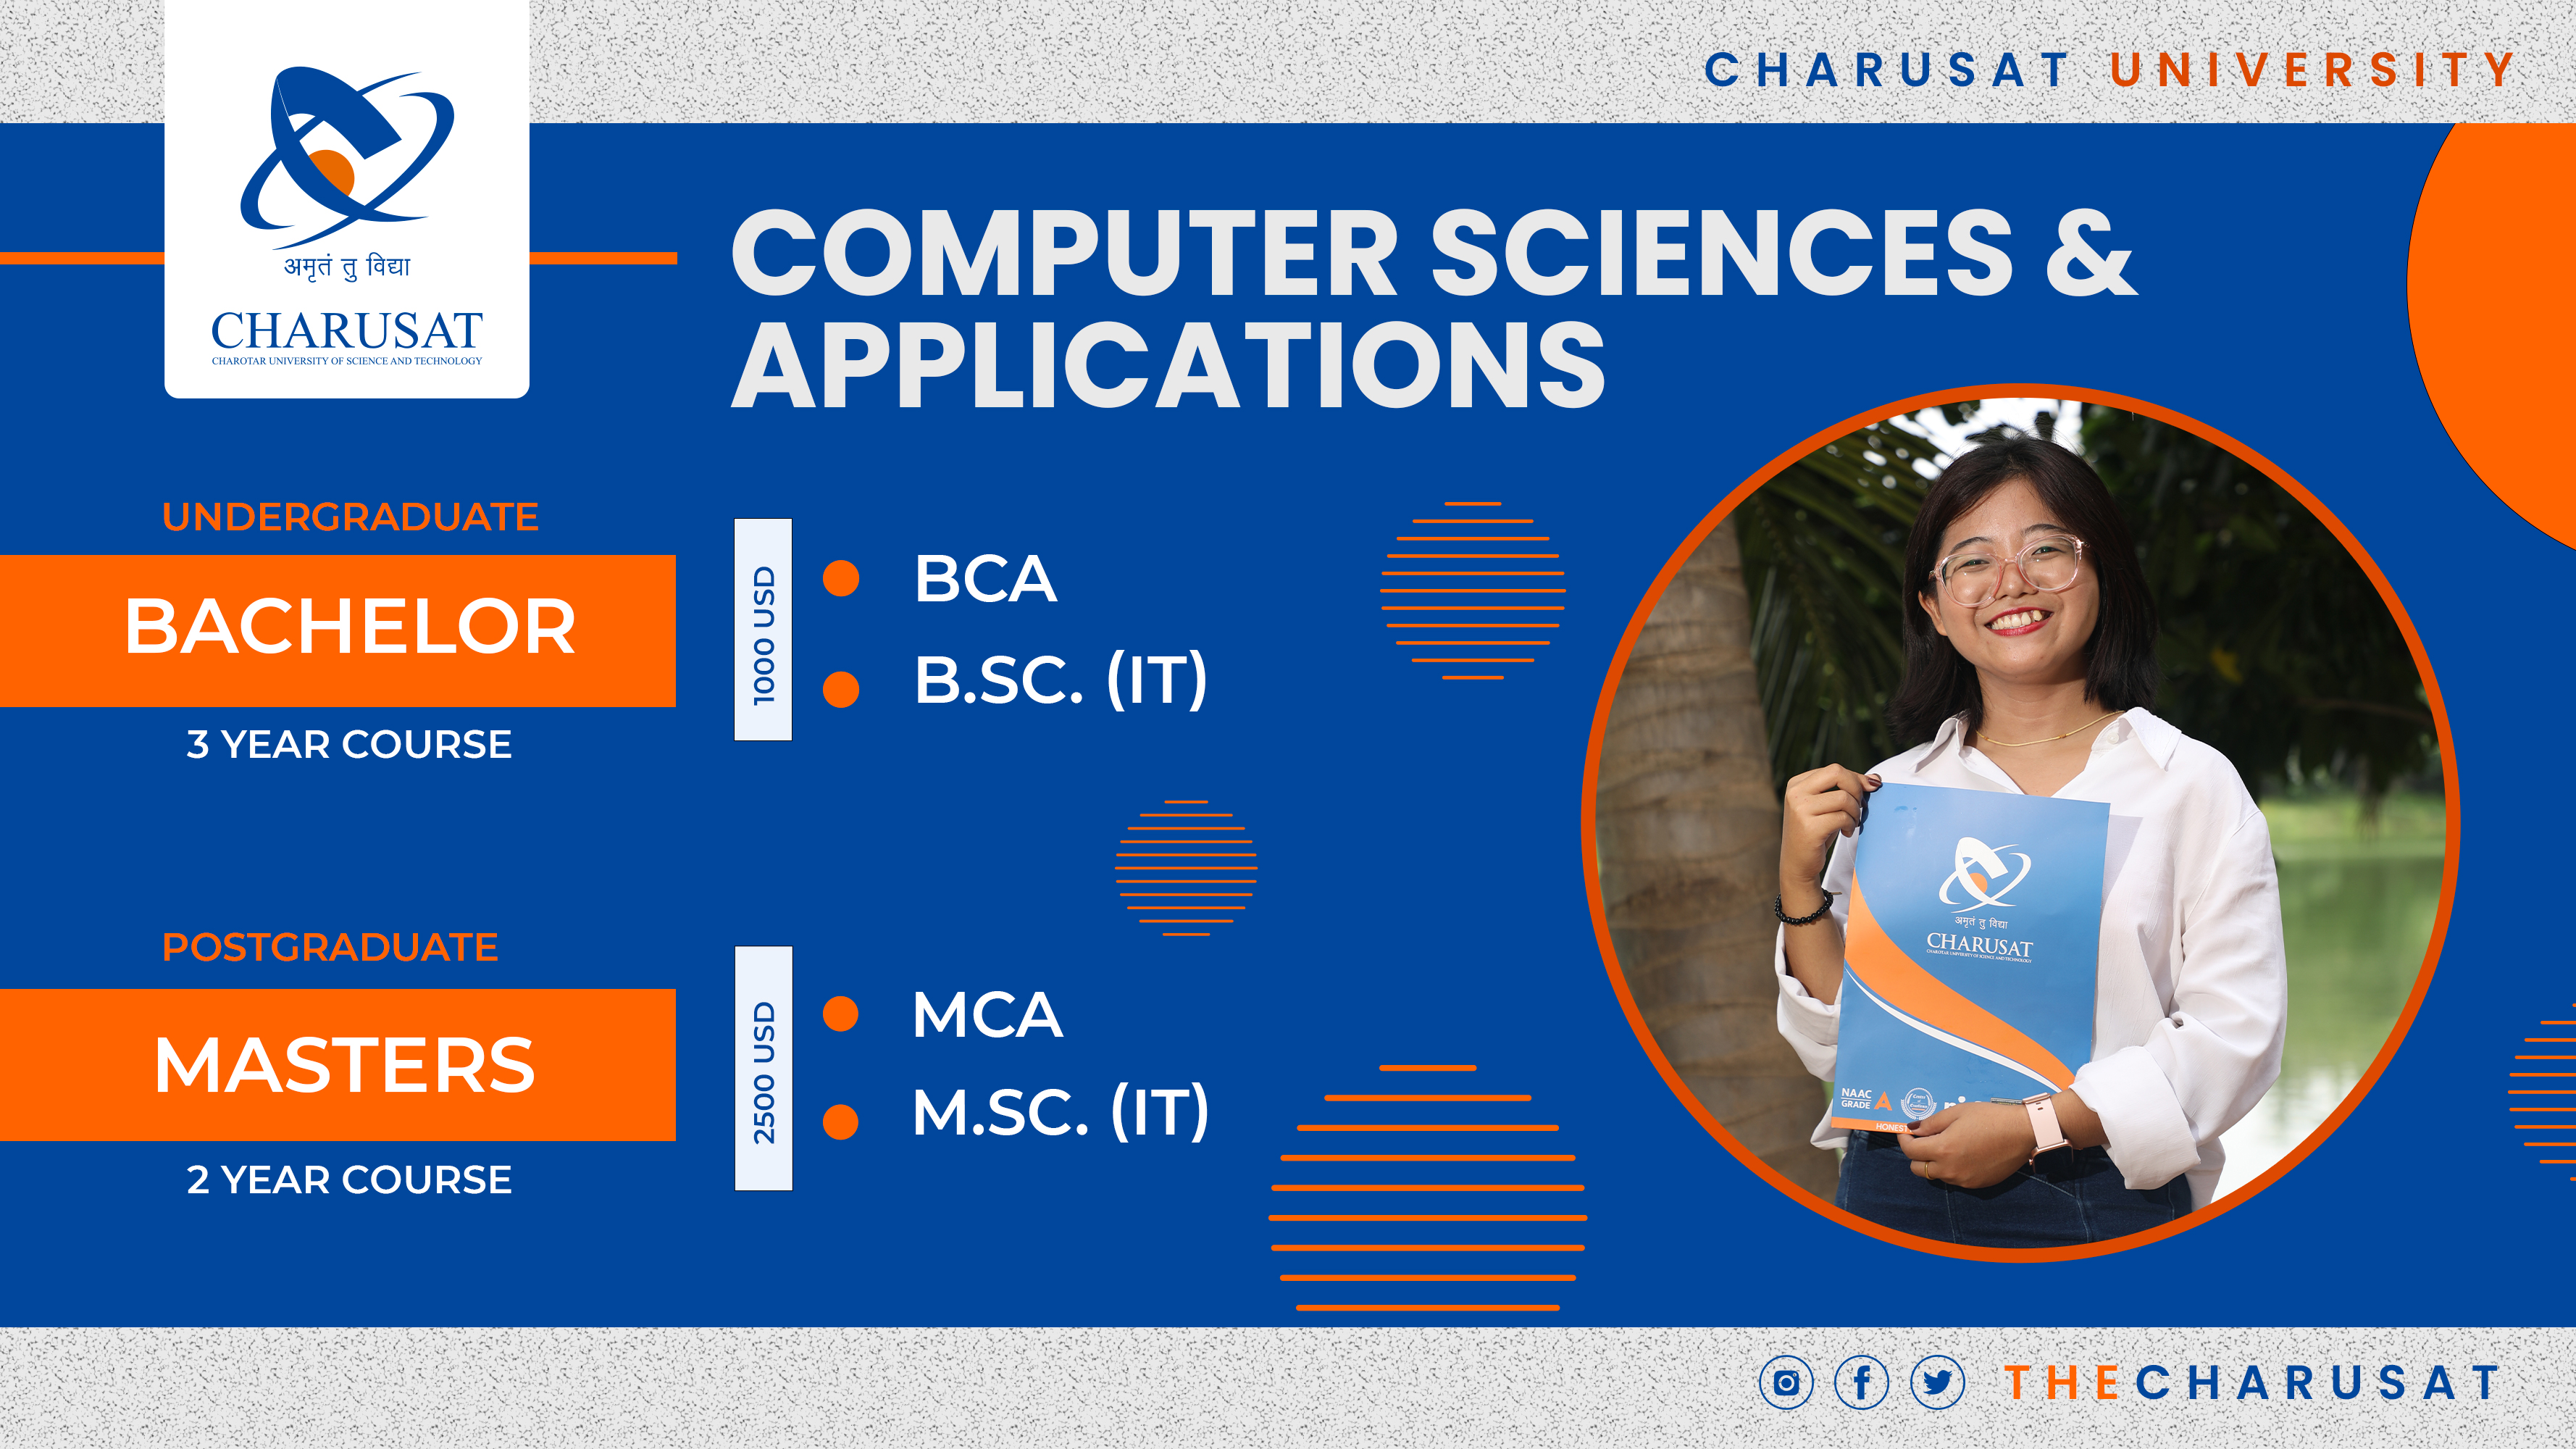 CHARUSAT UNIVERSITY
अमृतं तु विद्या
CHARUSAT
CHAROTAR UNIVERSITY OF SCIENCE AND TECHNOLOGY
COMPUTER SCIENCES &
APPLICATIONS
UNDERGRADUATE
BACHELOR
3 YEAR COURSE
1000 USD
BCA
B.SC. (IT)
POSTGRADUATE
MASTERS
2 YEAR COURSE
2500 USD
MCA
M.SC. (IT)
अमृतं तु विद्या
CHARUSAT
CHAROTAR UNIVERSITY OF SCIENCE AND TECHNOLOGY
NAAC
GRADE A
THECHARUSAT